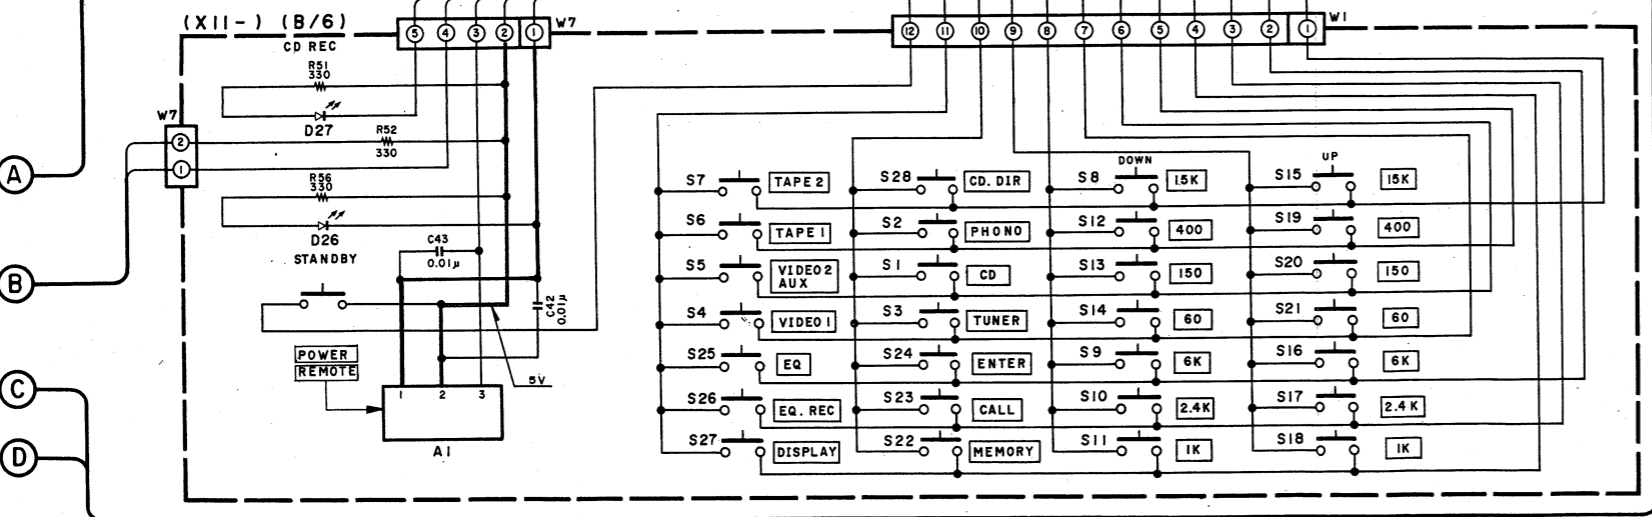 (X11-) (B/6)
CD REC
W7
5 4 3 2 1
W1
12 11 10 9 8 7 6 5 4 3 2 1
R51
330
D27
W7
2
1
R52
330
R56
330
D26
STANDBY
C43
0.01μ
C42
0.01μ
POWER
REMOTE
5V
1 2 3
A1
A
B
C
D
DOWN
UP
S7 TAPE 2 S28 CD. DIR S8 15K S15 15K
S6 TAPE 1 S2 PHONO S12 400 S19 400
S5 VIDEO 2
AUX
S1 CD S13 150 S20 150
S4 VIDEO 1 S3 TUNER S14 60 S21 60
S25 EQ S24 ENTER S9 6K S16 6K
S26 EQ. REC S23 CALL S10 2.4K S17 2.4K
S27 DISPLAY S22 MEMORY S11 1K S18 1K